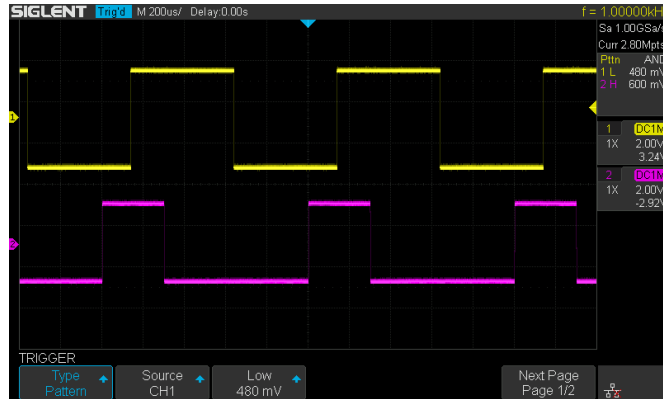 SIGLENT Trig'd M 200us/ Delay:0.00s f = 1.00000kH
Sa 1.00GSa/s
Curr 2.80Mpts
Pttn AND
1 L 480 mV
2 H 600 mV
1 DC1M
1X 2.00V
3.24V
2 DC1M
1X 2.00V
-2.92V
1
2
TRIGGER
Type Source Low Next Page
Pattern CH1 480 mV Page 1/2